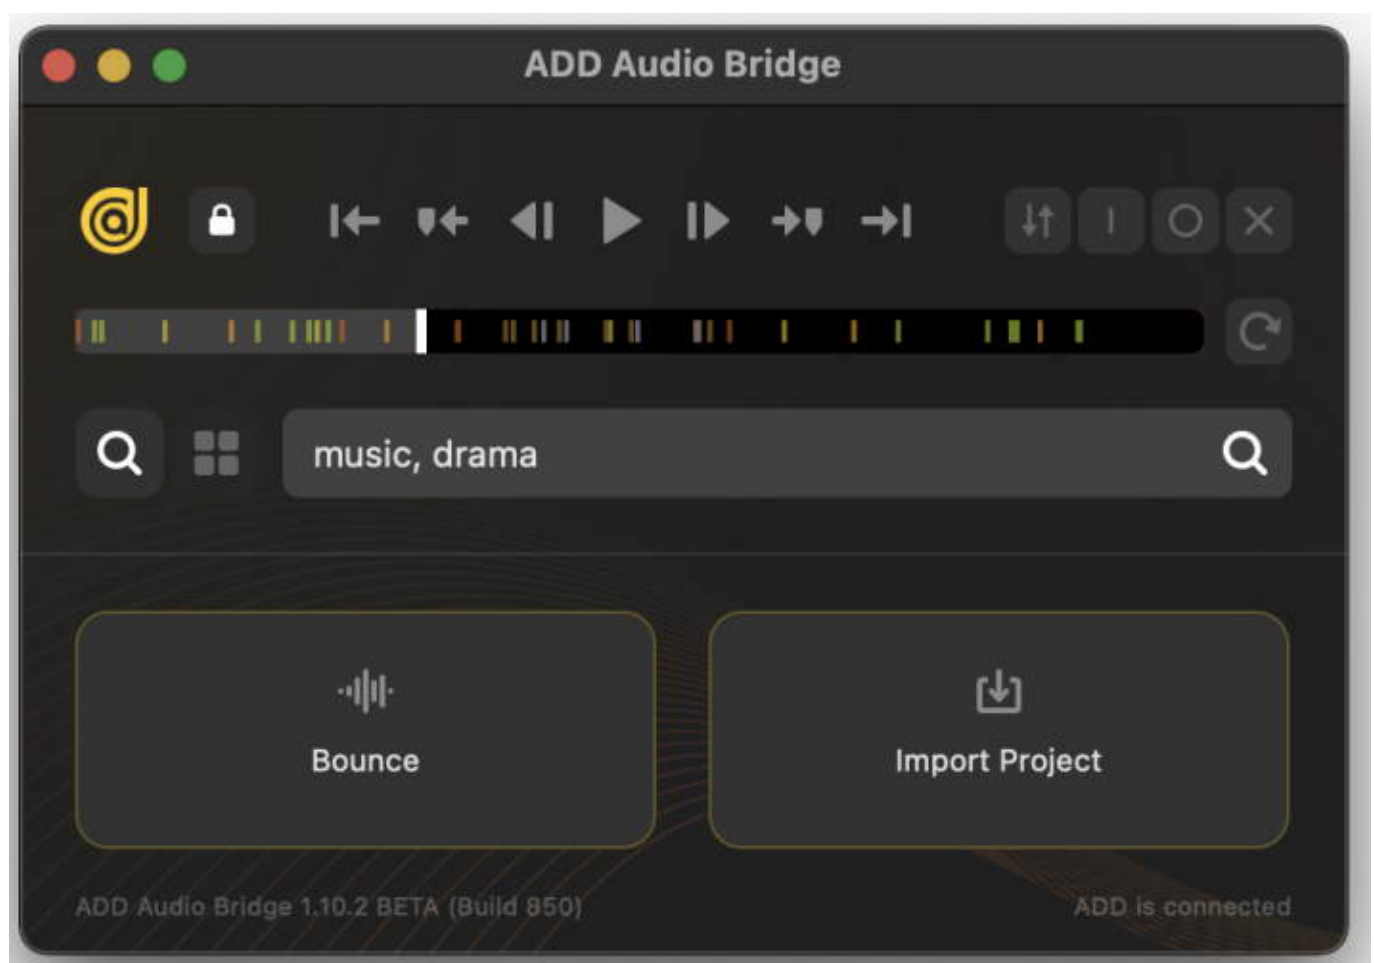 ADD Audio Bridge
music, drama
Bounce
Import Project
ADD Audio Bridge 1.10.2 BETA (Build 850)
ADD is connected